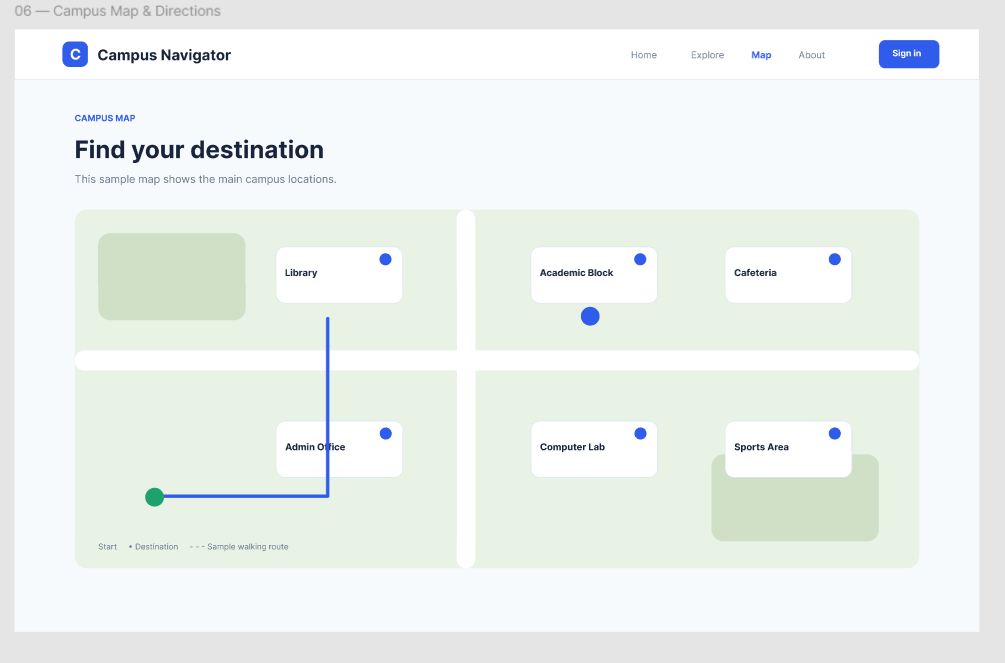 06 — Campus Map & Directions
C Campus Navigator Home Explore Map About Sign in
CAMPUS MAP
Find your destination
This sample map shows the main campus locations.
Library Academic Block Cafeteria
Admin Office Computer Lab Sports Area
Start • Destination - - - Sample walking route